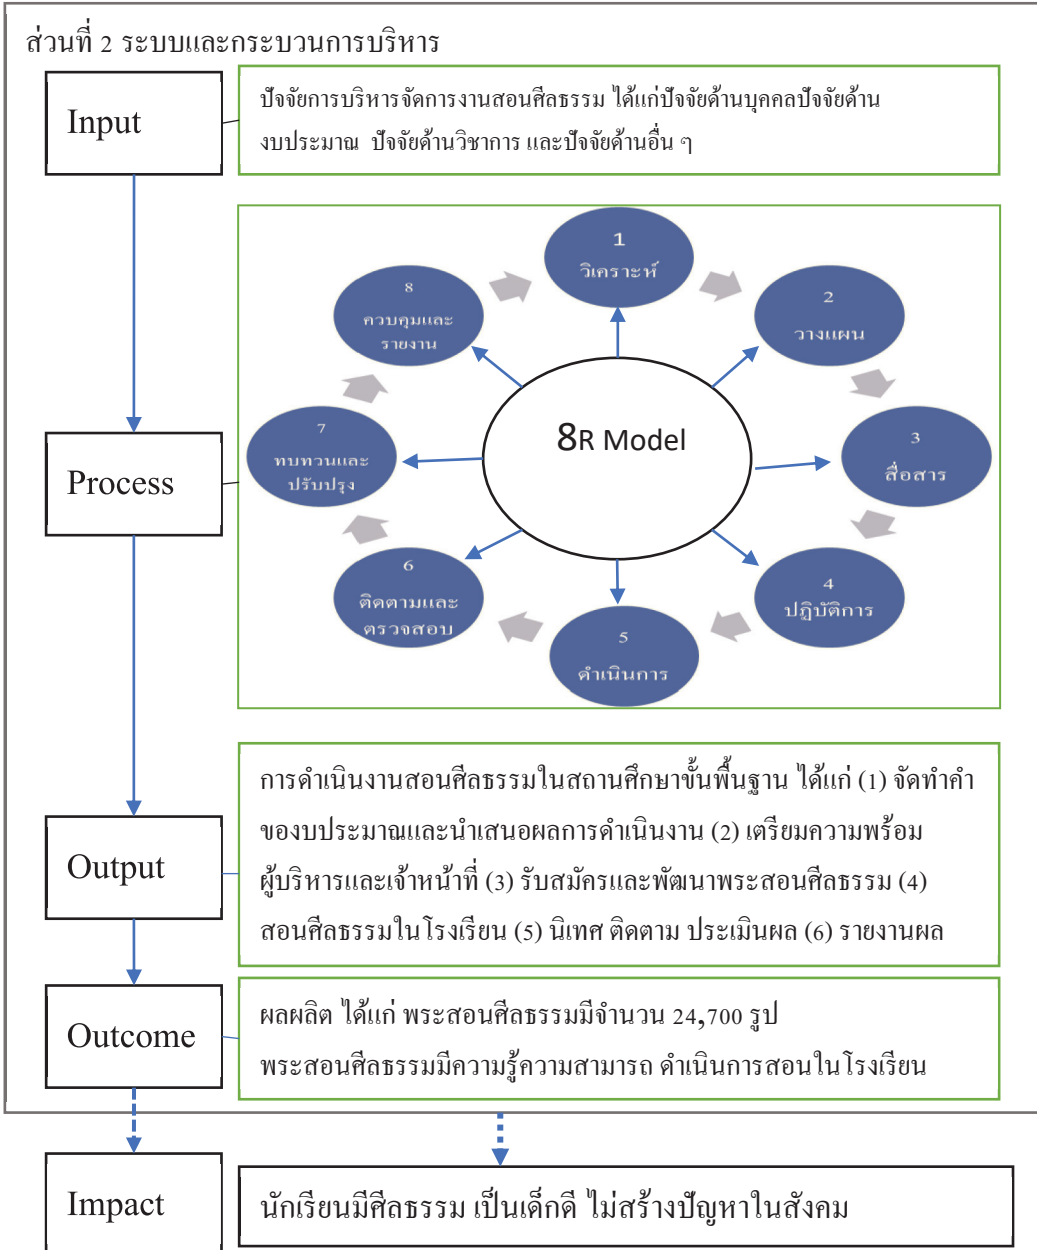 ส่วนที่ 2 ระบบและกระบวนการบริหาร
Input
ปัจจัยการบริหารจัดการงานสอนศีลธรรม ได้แก่ปัจจัยด้านบุคคลปัจจัยด้าน
งบประมาณ ปัจจัยด้านวิชาการ และปัจจัยด้านอื่น ๆ
Process
8R Model
1
วิเคราะห์
2
วางแผน
3
สื่อสาร
4
ปฏิบัติการ
5
ดำเนินการ
6
ติดตามและ
ตรวจสอบ
7
ทบทวนและ
ปรับปรุง
8
ควบคุมและ
รายงาน
Output
การดำเนินงานสอนศีลธรรมในสถานศึกษาขั้นพื้นฐาน ได้แก่ (1) จัดทำคำ
ของบประมาณและนำเสนอผลการดำเนินงาน (2) เตรียมความพร้อม
ผู้บริหารและเจ้าหน้าที่ (3) รับสมัครและพัฒนาพระสอนศีลธรรม (4)
สอนศีลธรรมในโรงเรียน (5) นิเทศ ติดตาม ประเมินผล (6) รายงานผล
Outcome
ผลผลิต ได้แก่ พระสอนศีลธรรมมีจำนวน 24,700 รูป
พระสอนศีลธรรมมีความรู้ความสามารถ ดำเนินการสอนในโรงเรียน
Impact
นักเรียนมีศีลธรรม เป็นเด็กดี ไม่สร้างปัญหาในสังคม